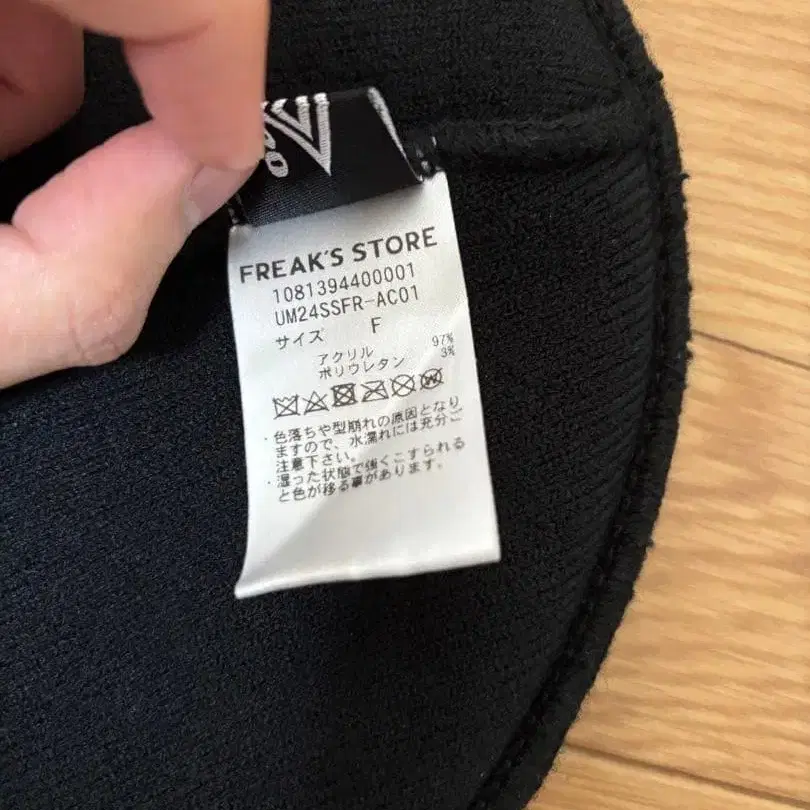 FREAK'S STORE
1081394400001
UM24SSFR-AC01
サイズ F
アクリル 97%
ポリウレタン 3%
・色落ちや型崩れの原因となり
ますので、水濡れには充分ご
注意下さい。
・湿った状態で強くこすられる
と色が移る事があります。